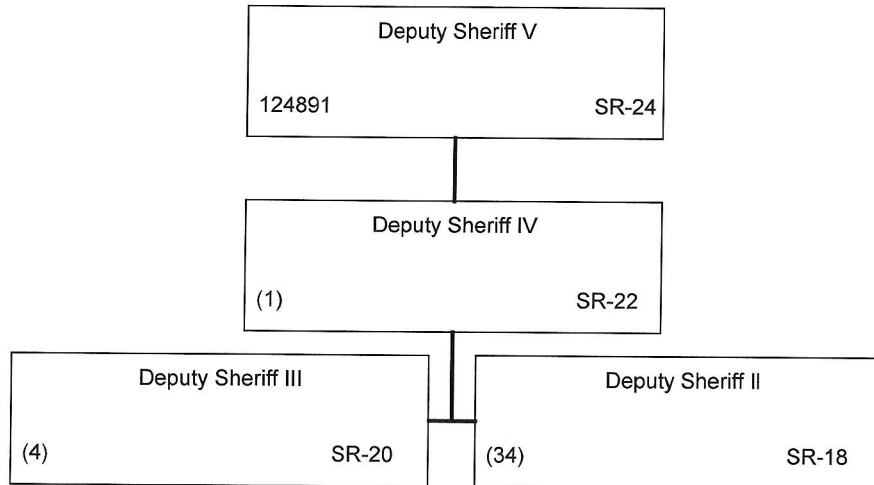 Deputy Sheriff V
124891 SR-24
Deputy Sheriff IV
(1) SR-22
Deputy Sheriff III
(4) SR-20
Deputy Sheriff II
(34) SR-18